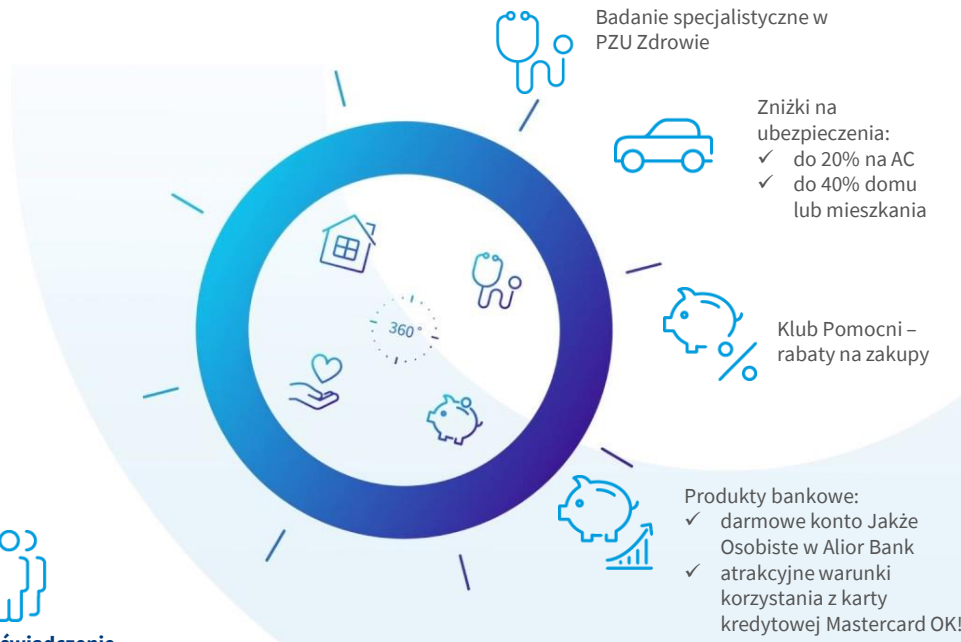 Badanie specjalistyczne w
PZU Zdrowie
Zniżki na
ubezpieczenia:
✓ do 20% na AC
✓ do 40% domu
lub mieszkania
360°
Klub Pomocni –
rabaty na zakupy
Produkty bankowe:
✓ darmowe konto Jakże
Osobiste w Alior Bank
✓ atrakcyjne warunki
korzystania z karty
kredytowej Mastercard OK!